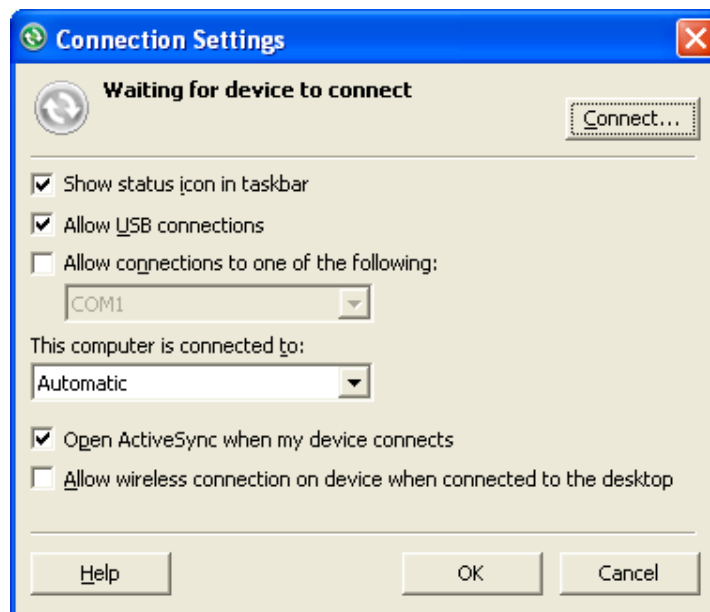 Connection Settings
Waiting for device to connect
Connect...
Show status icon in taskbar
Allow USB connections
Allow connections to one of the following:
COM1
This computer is connected to:
Automatic
Open ActiveSync when my device connects
Allow wireless connection on device when connected to the desktop
Help OK Cancel